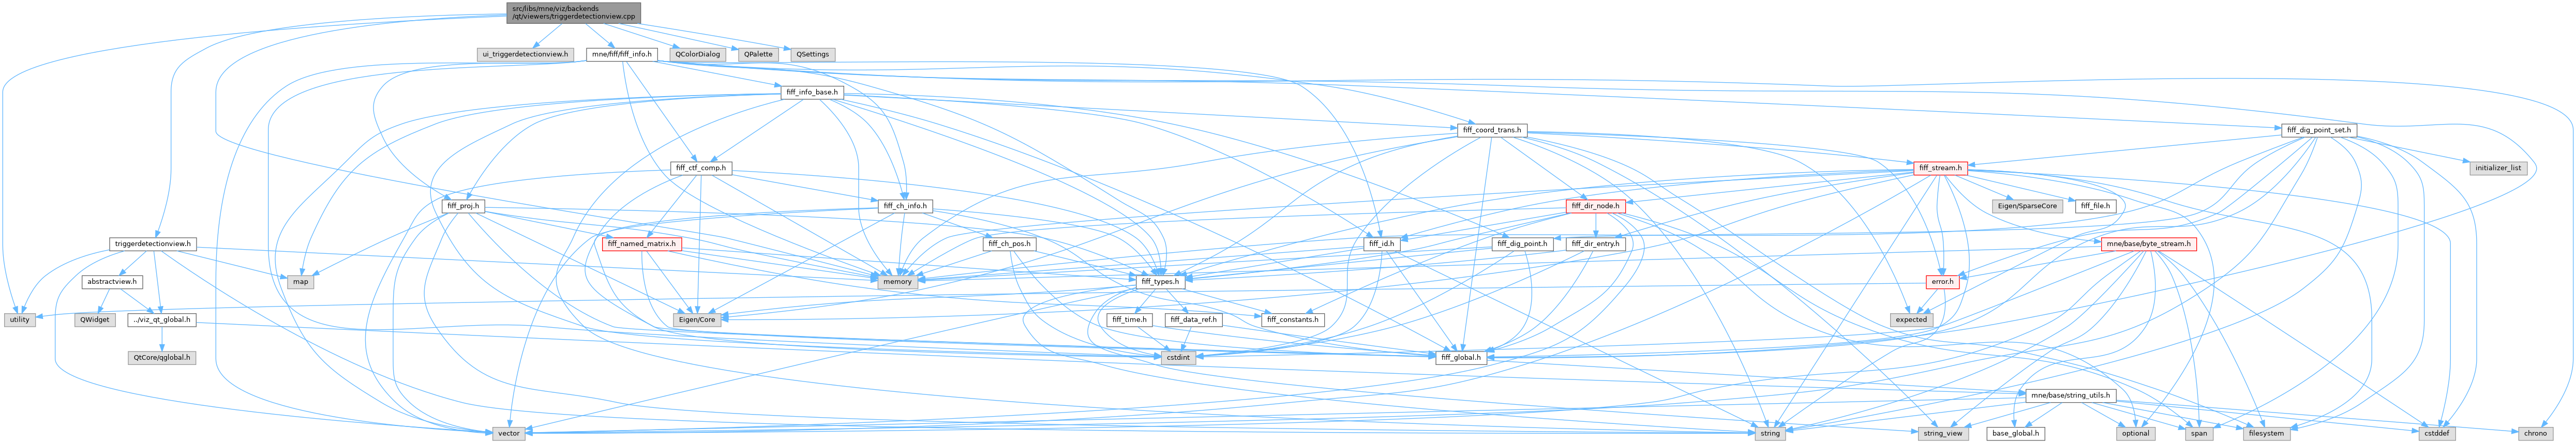 src/libs/mne/viz/backends
/qt/viewers/triggerdetectionview.cpp
ui_triggerdetectionview.h
mne/fiff/fiff_info.h
QColorDialog
QPalette
QSettings
fiff_info_base.h
fiff_coord_trans.h
fiff_dig_point_set.h
fiff_ctf_comp.h
fiff_stream.h
initializer_list
fiff_proj.h
fiff_ch_info.h
fiff_dir_node.h
Eigen/SparseCore
fiff_file.h
triggerdetectionview.h
fiff_named_matrix.h
fiff_ch_pos.h
fiff_id.h
fiff_dig_point.h
fiff_dir_entry.h
mne/base/byte_stream.h
abstractview.h
map
memory
fiff_types.h
error.h
utility
QWidget
../viz_qt_global.h
Eigen/Core
fiff_time.h
fiff_data_ref.h
fiff_constants.h
expected
QtCore/qglobal.h
cstdint
fiff_global.h
mne/base/string_utils.h
vector
string
string_view
base_global.h
optional
span
filesystem
cstddef
chrono